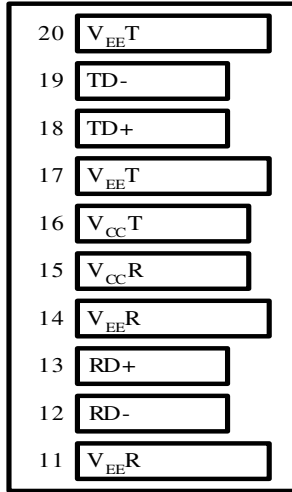 20 VEET
19 TD-
18 TD+
17 VEET
16 VCCT
15 VCCR
14 VEER
13 RD+
12 RD-
11 VEER